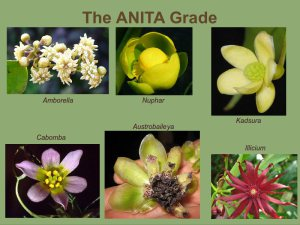 The ANITA Grade
Amborella
Nuphar
Kadsura
Cabomba
Austrobaileya
Illicium